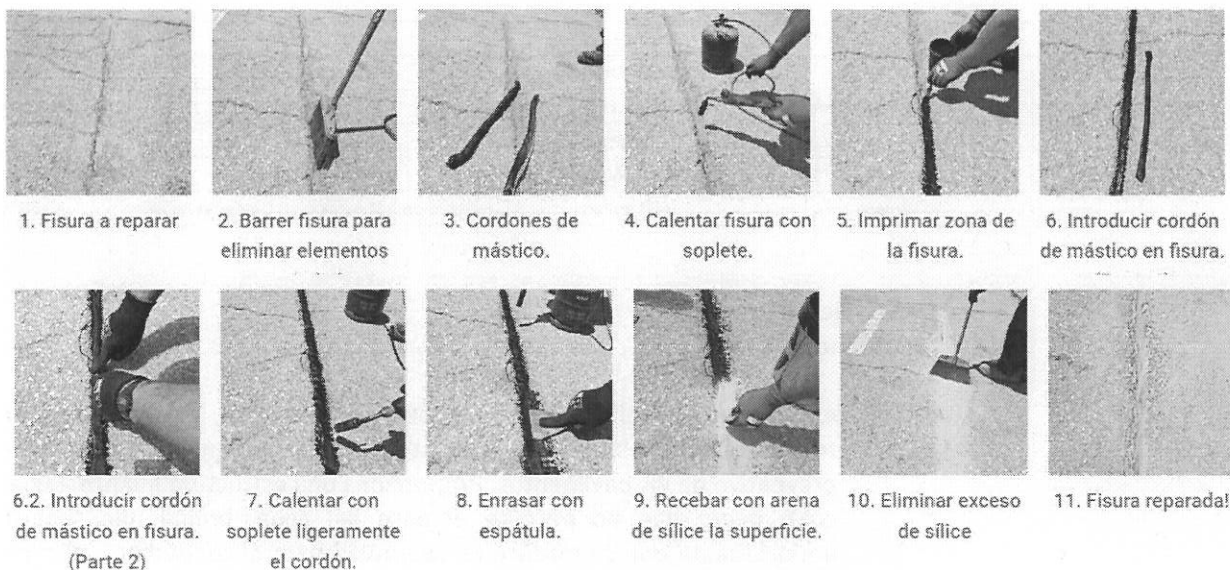 1. Fisura a reparar
2. Barrer fisura para
eliminar elementos
3. Cordones de
mástico.
4. Calentar fisura con
soplete.
5. Imprimar zona de
la fisura.
6. Introducir cordón
de mástico en fisura.
6.2. Introducir cordón
de mástico en fisura.
(Parte 2)
7. Calentar con
soplete ligeramente
el cordón.
8. Enrasar con
espátula.
9. Recebar con arena
de sílice la superficie.
10. Eliminar exceso
de sílice
11. Fisura reparada!